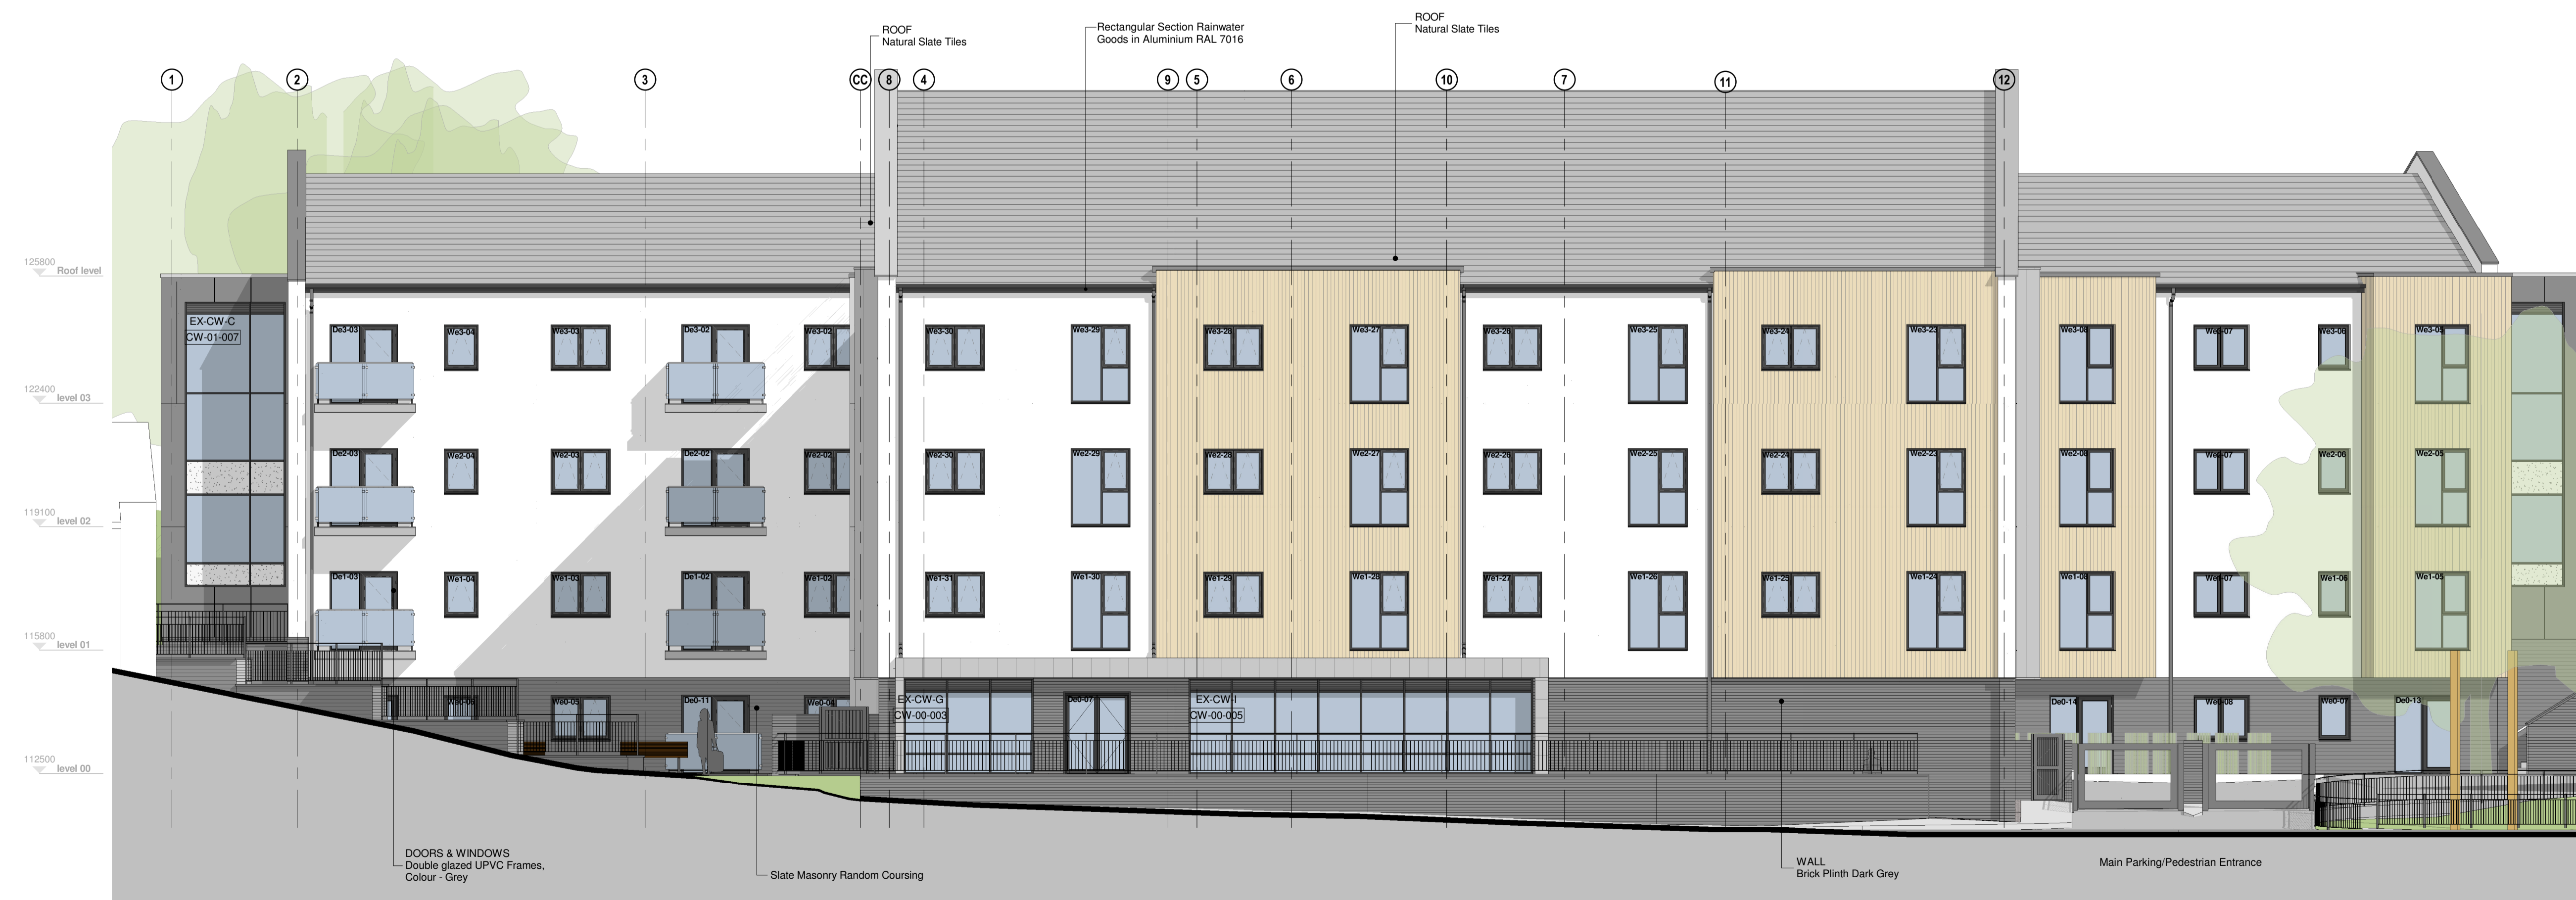 ROOF
Natural Slate Tiles
Rectangular Section Rainwater
Goods in Aluminium RAL 7016
ROOF
Natural Slate Tiles
1
2
3
CC
8
4
9
5
6
10
7
11
12
125800
Roof level
122400
level 03
119100
level 02
115800
level 01
112500
level 00
EX-CW-C
CW-01-007
De3-03
We3-04
We3-03
De3-02
We3-02
We3-30
We3-29
We3-28
We3-27
We3-26
We3-25
We3-24
We3-23
We3-08
We3-07
We3-06
We3-05
De2-03
We2-04
We2-03
De2-02
We2-02
We2-30
We2-29
We2-28
We2-27
We2-26
We2-25
We2-24
We2-23
We2-08
We2-07
We2-06
We2-05
De1-03
We1-04
We1-03
De1-02
We1-02
We1-31
We1-30
We1-29
We1-28
We1-27
We1-26
We1-25
We1-24
We1-08
We1-07
We1-06
We1-05
We0-06
We0-05
De0-11
We0-04
EX-CW-G
CW-00-003
De0-07
EX-CW-I
CW-00-005
De0-14
We0-08
We0-07
De0-13
DOORS & WINDOWS
Double glazed UPVC Frames,
Colour - Grey
Slate Masonry Random Coursing
WALL
Brick Plinth Dark Grey
Main Parking/Pedestrian Entrance